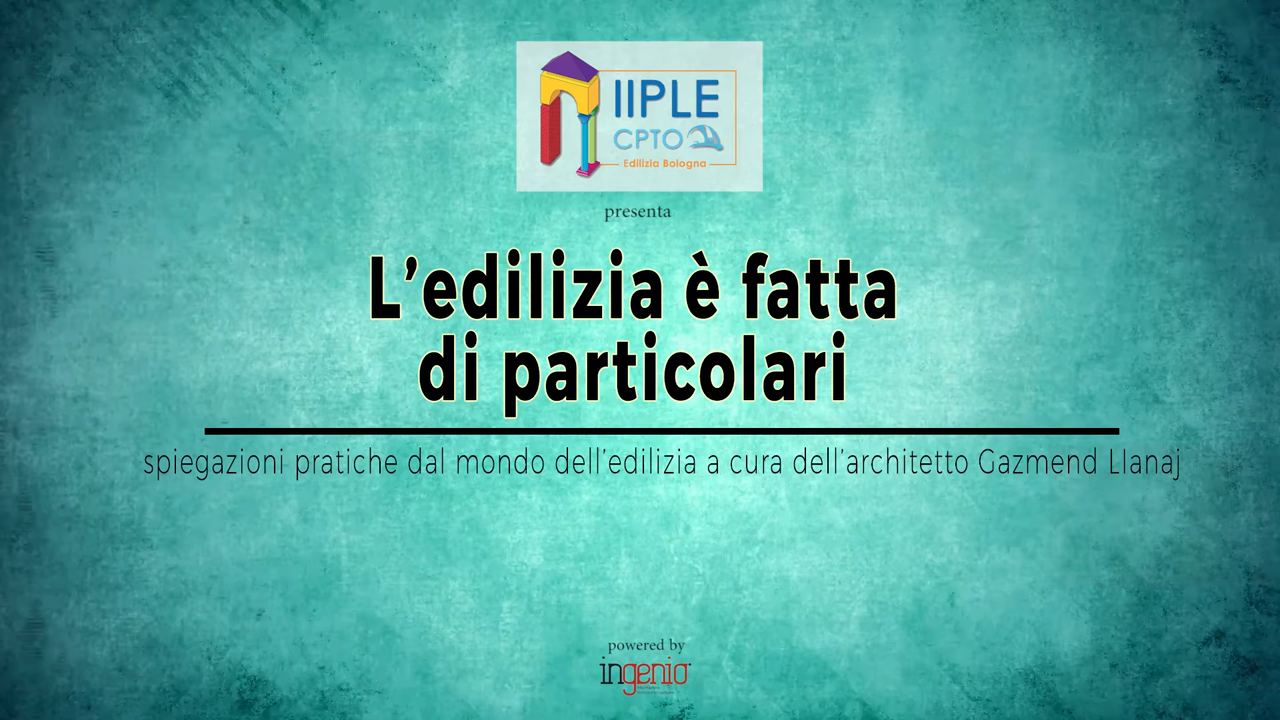 IIPLE
CPTO
Edilizia Bologna
presenta
L’edilizia è fatta
di particolari
spiegazioni pratiche dal mondo dell’edilizia a cura dell’architetto Gazmend LIanaj
powered by
ingenio